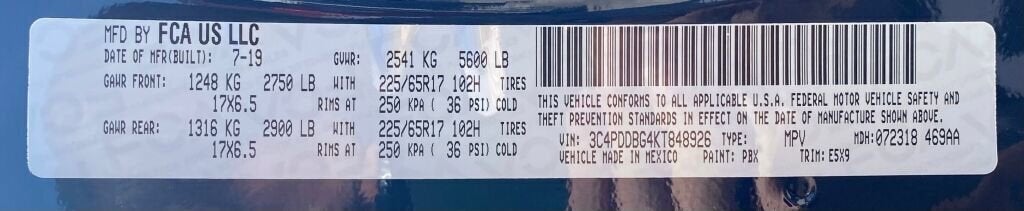 MFD BY FCA US LLC
DATE OF MFR(BUILT): 7-19 GVWR: 2541 KG 5600 LB
GAWR FRONT: 1248 KG 2750 LB WITH 225/65R17 102H TIRES
17X6.5 RIMS AT 250 KPA ( 36 PSI) COLD
GAWR REAR: 1316 KG 2900 LB WITH 225/65R17 102H TIRES
17X6.5 RIMS AT 250 KPA ( 36 PSI) COLD
THIS VEHICLE CONFORMS TO ALL APPLICABLE U.S.A. FEDERAL MOTOR VEHICLE SAFETY AND
THEFT PREVENTION STANDARDS IN EFFECT ON THE DATE OF MANUFACTURE SHOWN ABOVE.
VIN: 3C4PDDBG4KT848926 TYPE: MPV MDH:072318 469AA
VEHICLE MADE IN MEXICO PAINT: PBX TRIM: E5X9